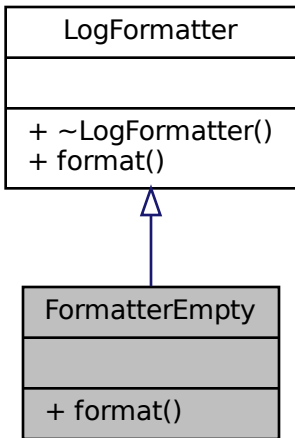 LogFormatter
+ ~LogFormatter()
+ format()
FormatterEmpty
+ format()